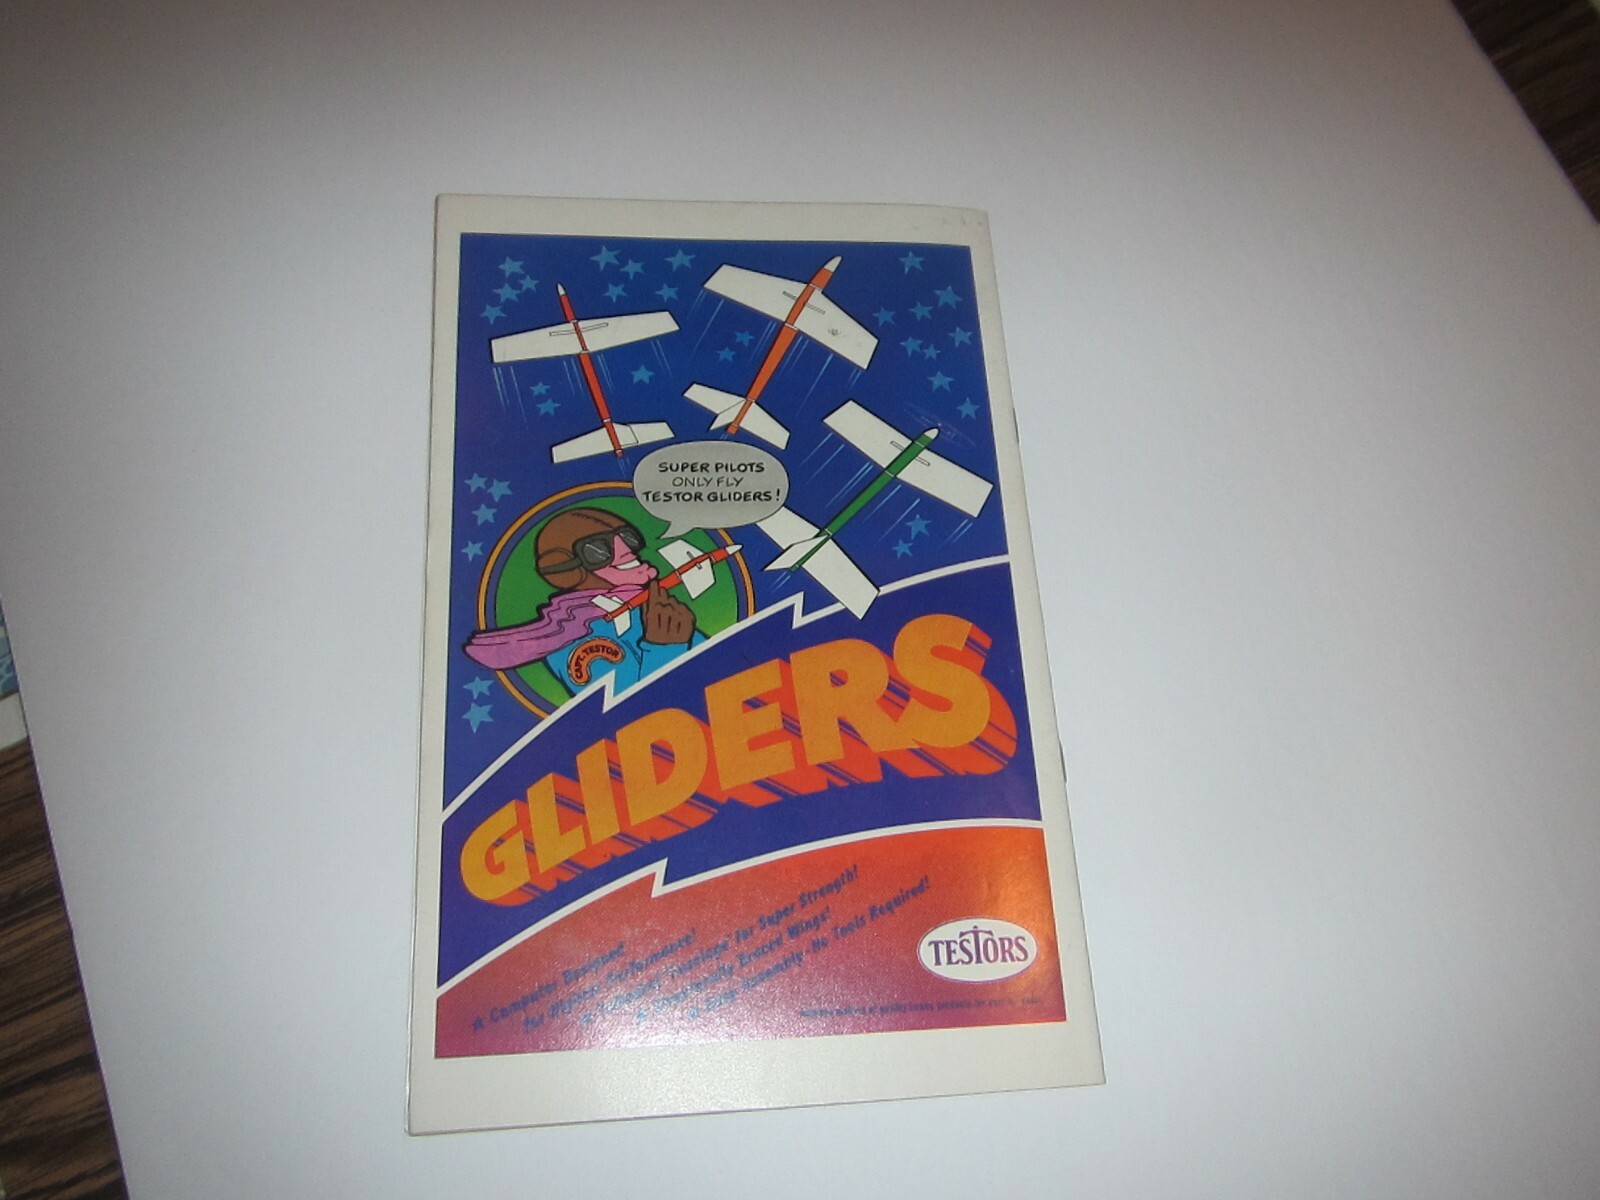 SUPER PILOTS
ONLY FLY
TESTOR GLIDERS!
CAPT. TESTOR
GLIDERS
★ Computer Designed
for Highest Performance!
for Super Strength!
Braced Wings!
Assembly-No Tools Required!
TESTORS